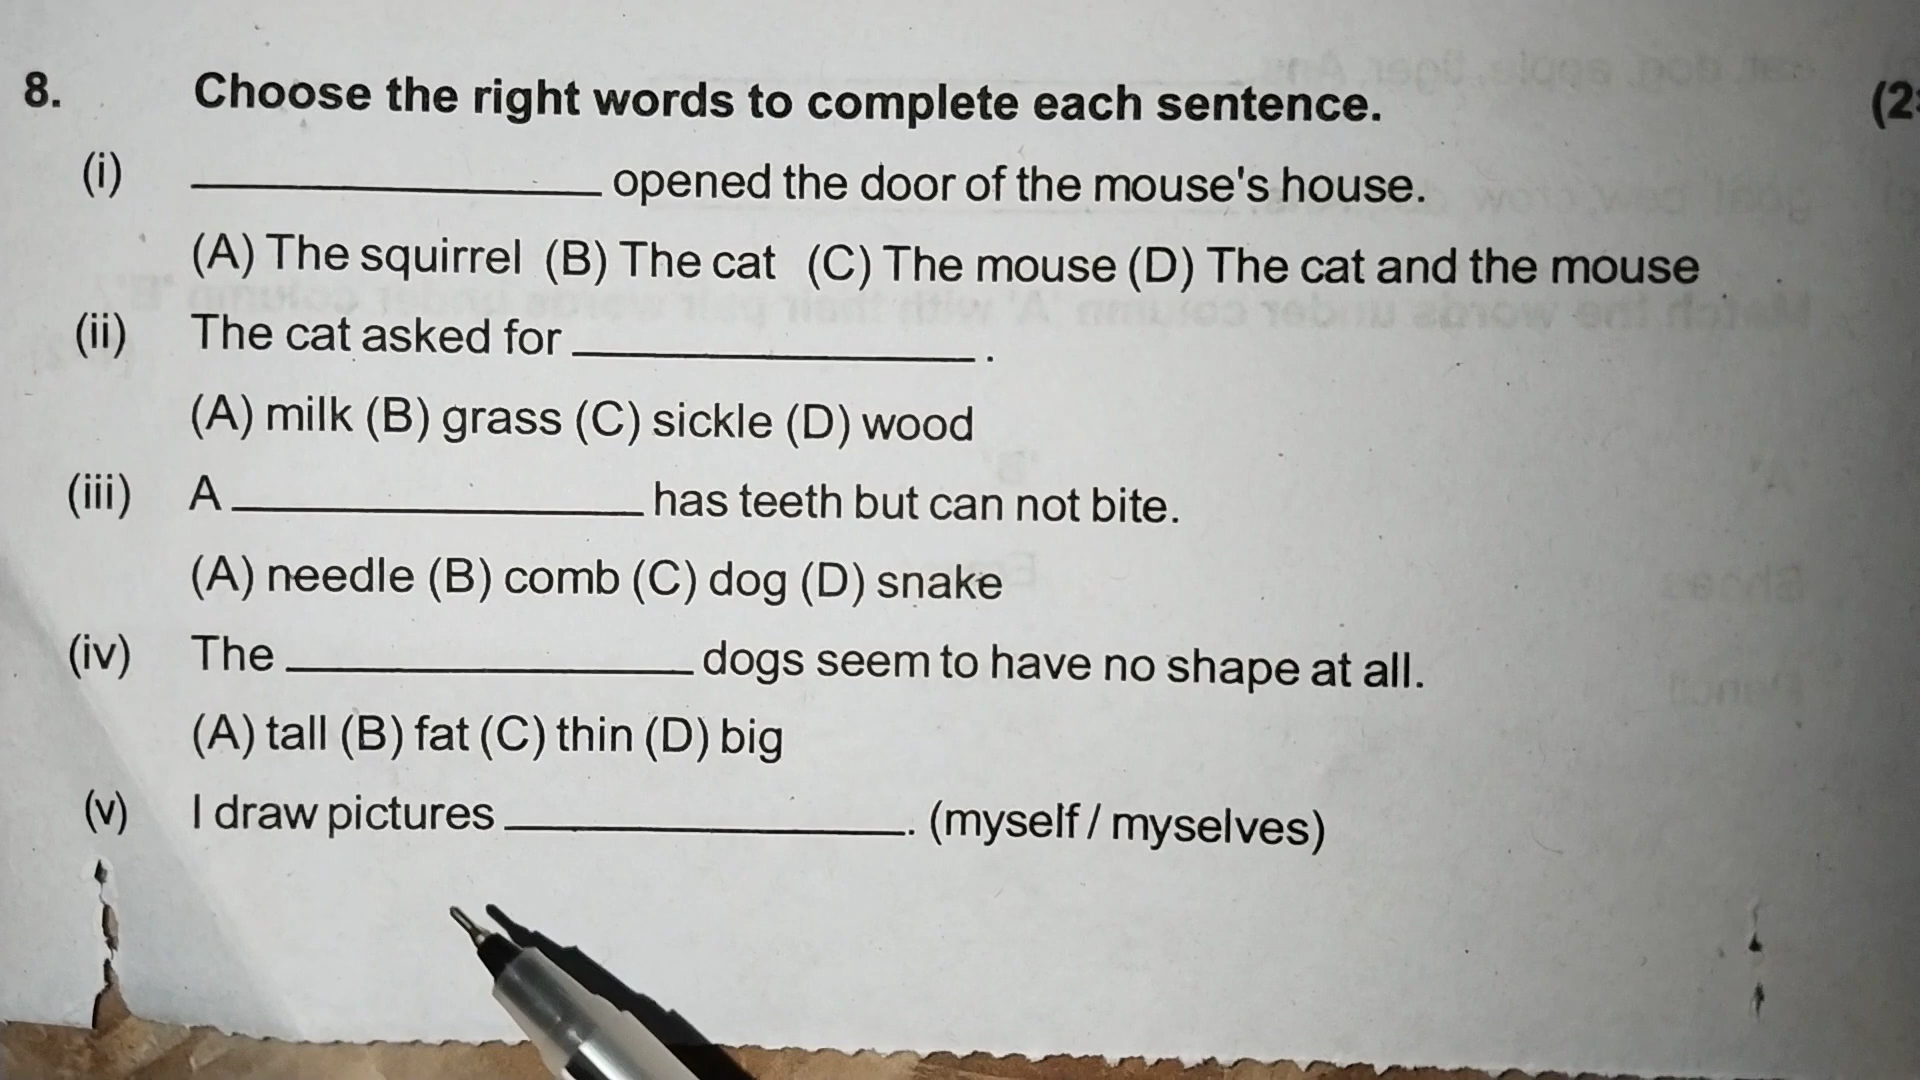 8. Choose the right words to complete each sentence. (2
(i) ____________ opened the door of the mouse's house.
(A) The squirrel (B) The cat (C) The mouse (D) The cat and the mouse
(ii) The cat asked for ____________ .
(A) milk (B) grass (C) sickle (D) wood
(iii) A ____________ has teeth but can not bite.
(A) needle (B) comb (C) dog (D) snake
(iv) The ____________ dogs seem to have no shape at all.
(A) tall (B) fat (C) thin (D) big
(v) I draw pictures ____________. (myself / myselves)